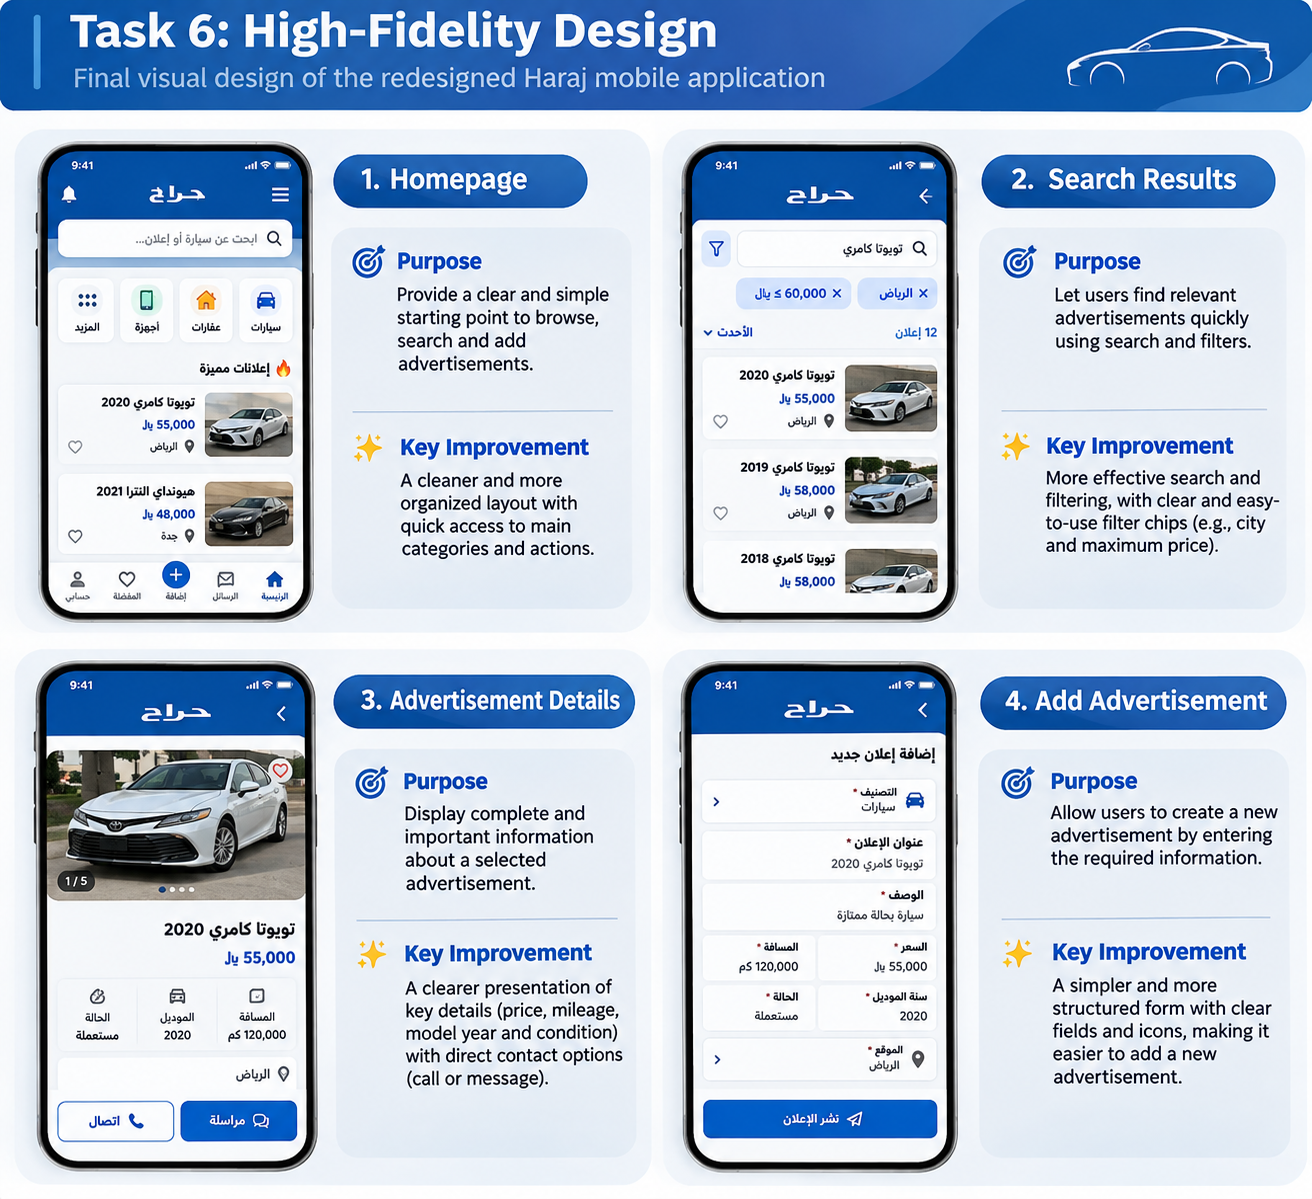 Task 6: High-Fidelity Design
Final visual design of the redesigned Haraj mobile application
9:41
حراج
ابحث عن سيارة أو إعلان...
سيارات
عقارات
أجهزة
المزيد
إعلانات مميزة
تويوتا كامري 2020
55,000 ﷼
الرياض
هيونداي النترا 2021
48,000 ﷼
جدة
الرئيسية
الرسائل
إضافة
المفضلة
حسابي
1. Homepage
Purpose
Provide a clear and simple
starting point to browse,
search and add
advertisements.
Key Improvement
A cleaner and more
organized layout with
quick access to main
categories and actions.
9:41
حراج
تويوتا كامري
الرياض ×
≤ 60,000 ﷼ ×
12 إعلان
الأحدث
تويوتا كامري 2020
55,000 ﷼
الرياض
تويوتا كامري 2019
58,000 ﷼
الرياض
تويوتا كامري 2018
58,000 ﷼
2. Search Results
Purpose
Let users find relevant
advertisements quickly
using search and filters.
Key Improvement
More effective search and
filtering, with clear and easy-
to-use filter chips (e.g., city
and maximum price).
9:41
حراج
1/5
تويوتا كامري 2020
55,000 ﷼
المسافة
120,000 كم
الموديل
2020
الحالة
مستعملة
الرياض
مراسلة
اتصال
3. Advertisement Details
Purpose
Display complete and
important information
about a selected
advertisement.
Key Improvement
A clearer presentation of
key details (price, mileage,
model year and condition)
with direct contact options
(call or message).
9:41
حراج
إضافة إعلان جديد
التصنيف *
سيارات
عنوان الإعلان *
تويوتا كامري 2020
الوصف *
سيارة بحالة ممتازة
السعر *
55,000 ﷼
المسافة *
120,000 كم
سنة الموديل *
2020
الحالة *
مستعملة
الموقع *
الرياض
نشر الإعلان
4. Add Advertisement
Purpose
Allow users to create a new
advertisement by entering
the required information.
Key Improvement
A simpler and more
structured form with clear
fields and icons, making it
easier to add a new
advertisement.